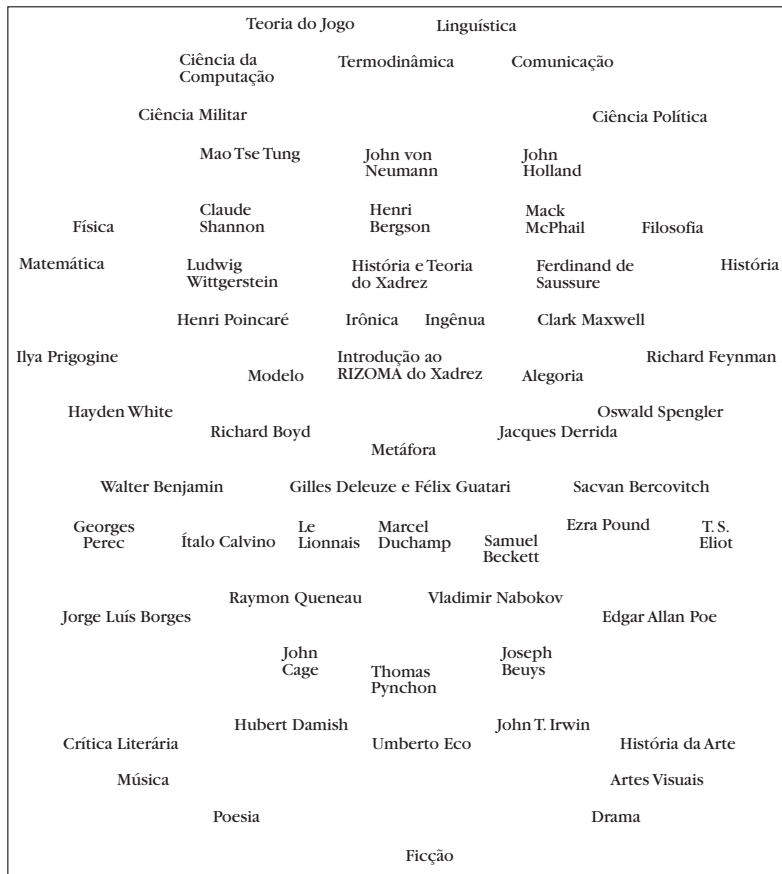 Teoria do Jogo
Linguística
Ciência da
Computação
Termodinâmica
Comunicação
Ciência Militar
Ciência Política
Mao Tse Tung
John von
Neumann
John
Holland
Física
Claude
Shannon
Henri
Bergson
Mack
McPhail
Filosofia
Matemática
Ludwig
Wittgerstein
História e Teoria
do Xadrez
Ferdinand de
Saussure
História
Henri Poincaré
Irônica
Ingênua
Clark Maxwell
Ilya Prigogine
Modelo
Introdução ao
RIZOMA do Xadrez
Alegoria
Richard Feynman
Hayden White
Richard Boyd
Metáfora
Jacques Derrida
Oswald Spengler
Walter Benjamin
Gilles Deleuze e Félix Guatari
Sacvan Bercovitch
Georges
Perec
Ítalo Calvino
Le
Lionnais
Marcel
Duchamp
Samuel
Beckett
Ezra Pound
T. S.
Eliot
Jorge Luís Borges
Raymon Queneau
Vladimir Nabokov
Edgar Allan Poe
John
Cage
Thomas
Pynchon
Joseph
Beuys
Hubert Damish
John T. Irwin
Crítica Literária
Umberto Eco
História da Arte
Música
Artes Visuais
Poesia
Drama
Ficção